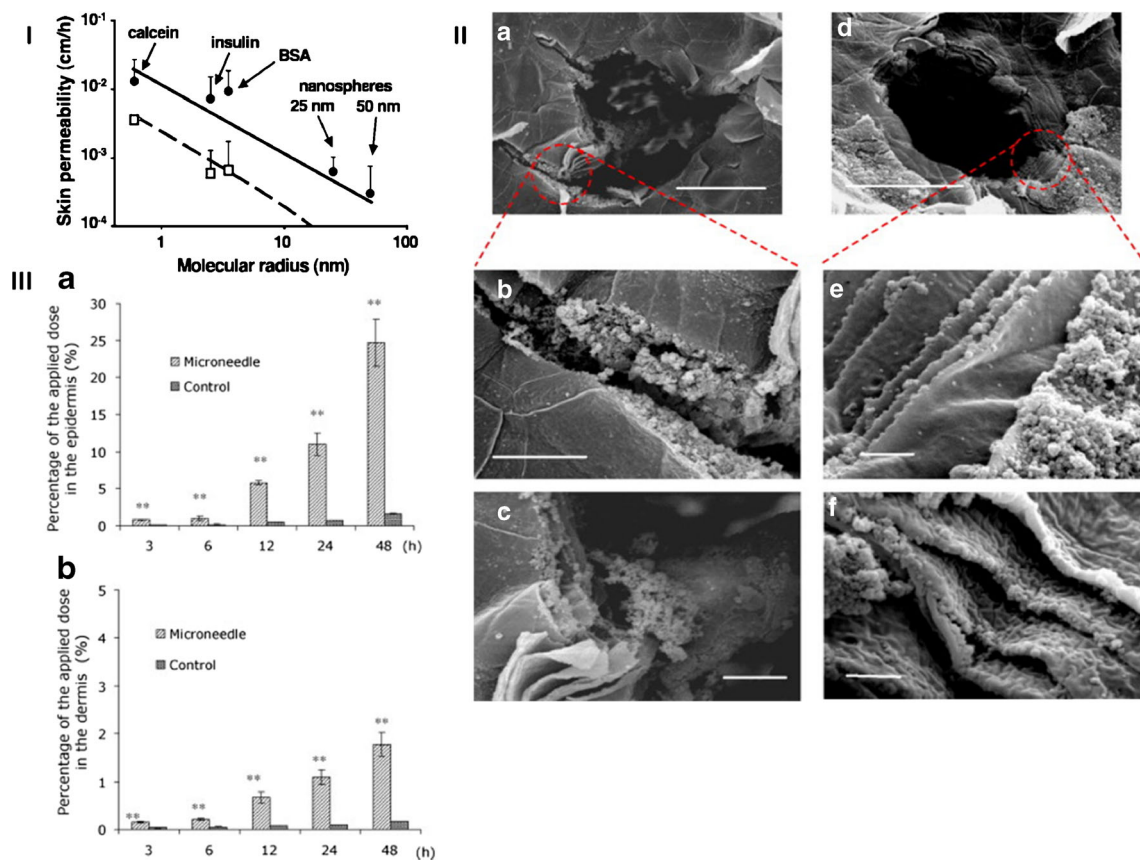 I
Skin permeability (cm/h)
10-1
10-2
10-3
10-4
calcein
insulin
BSA
nanospheres
25 nm 50 nm
1 10 100
Molecular radius (nm)
II
a
d
b
e
c
f
III
a
Percentage of the applied dose
in the epidermis (%)
30
25
20
15
10
5
0
Microneedle
Control
**
**
**
**
**
3 6 12 24 48 (h)
b
Percentage of the applied dose
in the dermis (%)
5
4
3
2
1
0
Microneedle
Control
**
**
**
**
**
3 6 12 24 48 (h)